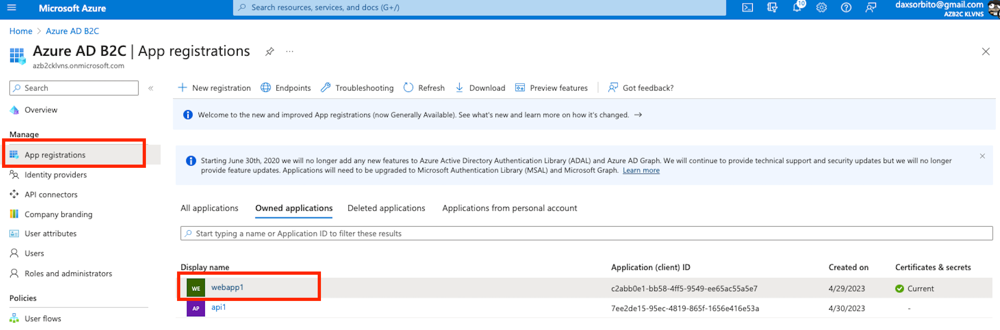 Microsoft Azure
Search resources, services, and docs (G+/)
10
daxsorbito@gmail.com
AZB2C KLVNS
Home > Azure AD B2C
Azure AD B2C | App registrations
azb2cklvns.onmicrosoft.com
Search
«
Overview
Manage
App registrations
Identity providers
API connectors
Company branding
User attributes
Users
Roles and administrators
Policies
User flows
New registration Endpoints Troubleshooting Refresh Download Preview features Got feedback?
Welcome to the new and improved App registrations (now Generally Available). See what's new and learn more on how it's changed. →
Starting June 30th, 2020 we will no longer add any new features to Azure Active Directory Authentication Library (ADAL) and Azure AD Graph. We will continue to provide technical support and security updates but we will no longer
provide feature updates. Applications will need to be upgraded to Microsoft Authentication Library (MSAL) and Microsoft Graph. Learn more
All applications Owned applications Deleted applications Applications from personal account
Start typing a name or Application ID to filter these results
Display name Application (client) ID Created on Certificates & secrets
WE webapp1 c2abb0e1-bb58-4ff5-9549-ee65ac55a5e7 4/29/2023 Current
AP api1 7ee2de15-95ec-4819-865f-1656e416e53a 4/30/2023 -